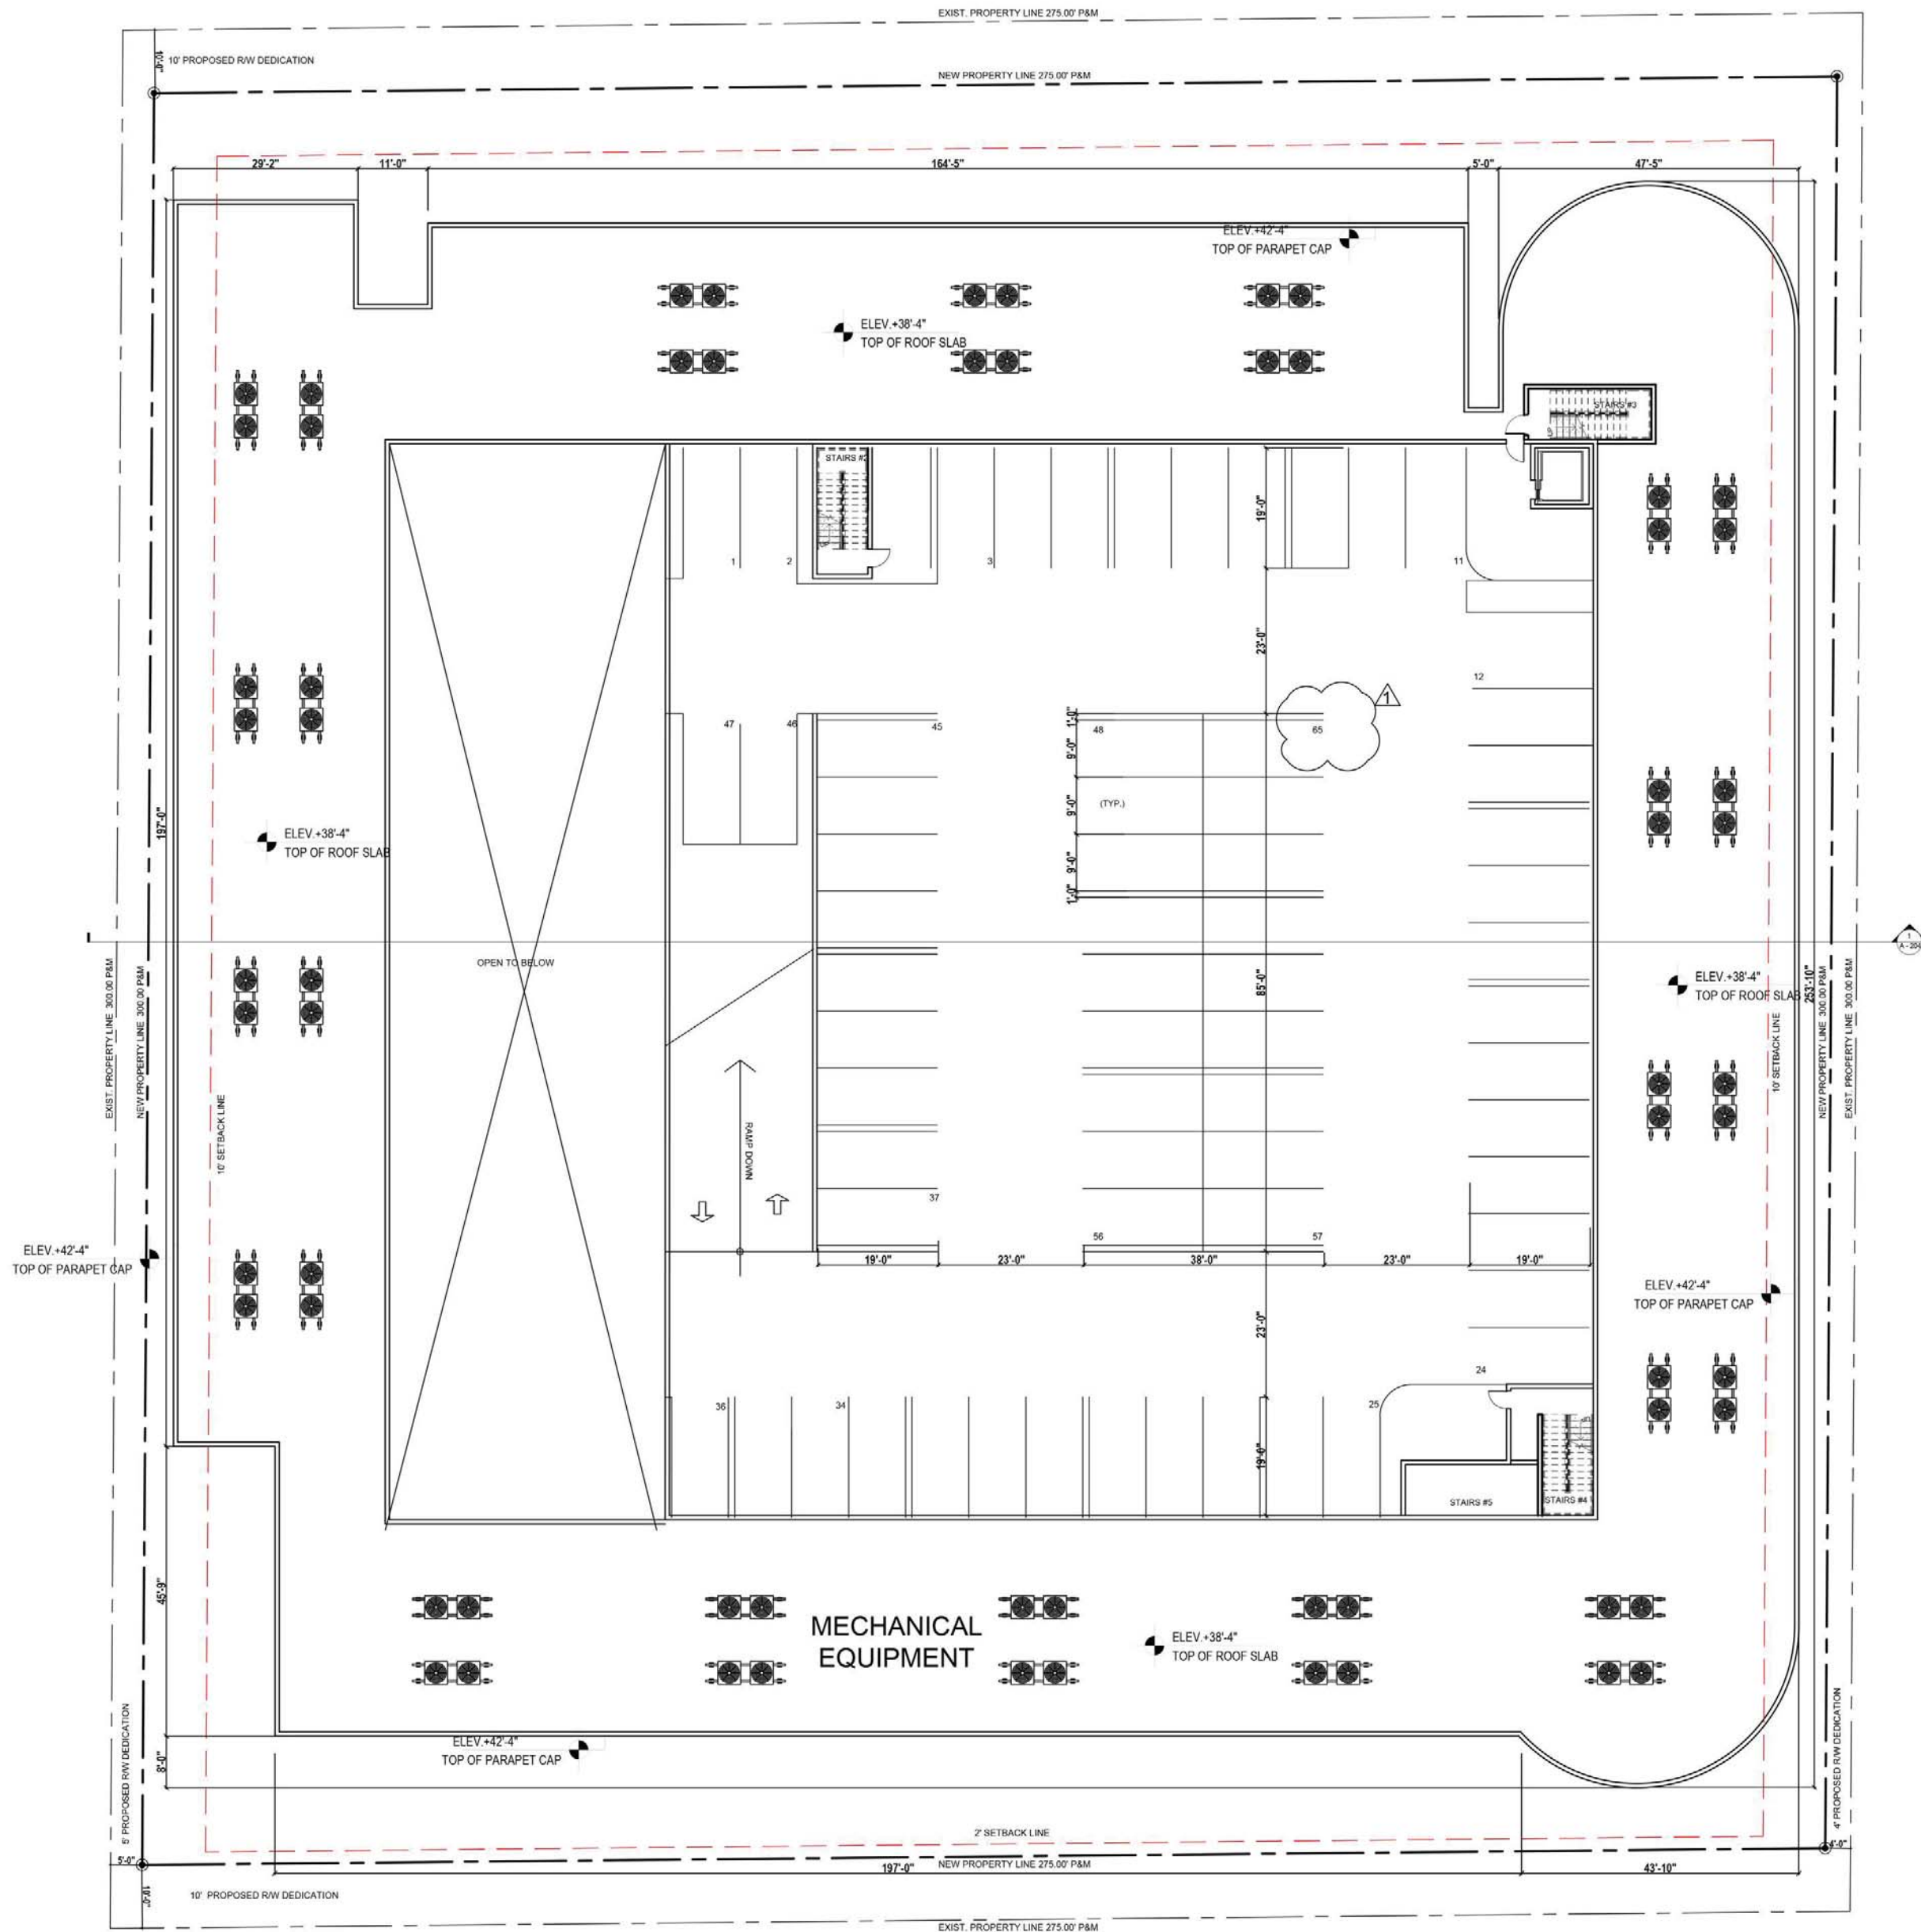 EXIST. PROPERTY LINE 275.00' P&M
10'-0"
10' PROPOSED R/W DEDICATION
NEW PROPERTY LINE 275.00' P&M
29'-2"
11'-0"
164'-5"
5'-0"
47'-5"
ELEV.+42'-4"
TOP OF PARAPET CAP
ELEV.+38'-4"
TOP OF ROOF SLAB
STAIRS #3
UP
STAIRS #2
19'-0"
1
2
3
11
23'-0"
12
1
47
46
45
1'-0"
48
65
9'-0"
9'-0"
(TYP.)
9'-0"
1'-0"
197'-0"
ELEV.+38'-4"
TOP OF ROOF SLAB
1
A-204
OPEN TO BELOW
EXIST. PROPERTY LINE 300.00 P&M
NEW PROPERTY LINE 300.00 P&M
10' SETBACK LINE
85'-0"
ELEV.+38'-4"
TOP OF ROOF SLAB
253'-10"
10' SETBACK LINE
NEW PROPERTY LINE 300.00 P&M
EXIST. PROPERTY LINE 300.00 P&M
RAMP DOWN
37
56
57
ELEV.+42'-4"
TOP OF PARAPET CAP
19'-0"
23'-0"
38'-0"
23'-0"
19'-0"
ELEV.+42'-4"
TOP OF PARAPET CAP
23'-0"
24
36
34
25
19'-0"
STAIRS #5
STAIRS #4
45'-9"
MECHANICAL
EQUIPMENT
ELEV.+38'-4"
TOP OF ROOF SLAB
ELEV.+42'-4"
TOP OF PARAPET CAP
8'-0"
5' PROPOSED R/W DEDICATION
4' PROPOSED R/W DEDICATION
2' SETBACK LINE
4'-0"
5'-0"
197'-0"
NEW PROPERTY LINE 275.00' P&M
43'-10"
10'-0"
10' PROPOSED R/W DEDICATION
EXIST. PROPERTY LINE 275.00' P&M